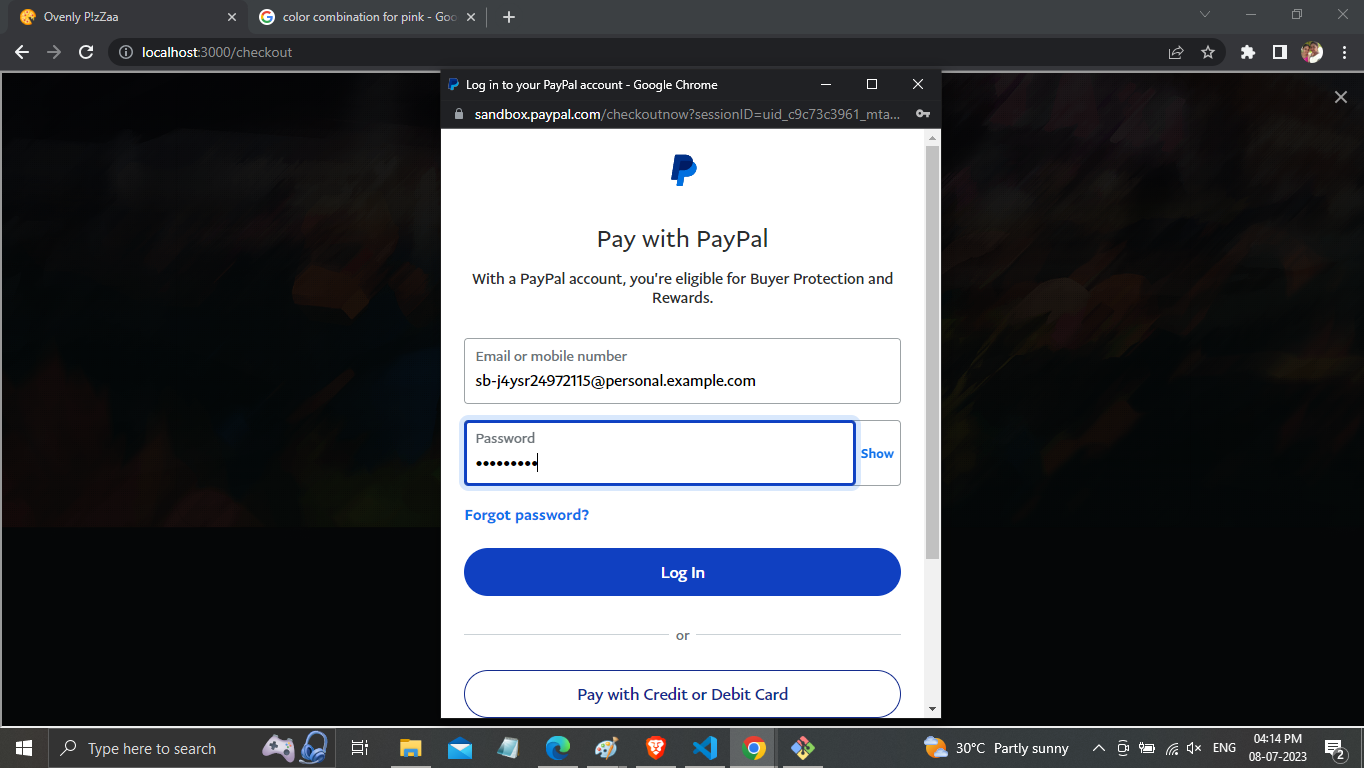 Ovenly P!zZaa
color combination for pink - Goo
localhost:3000/checkout
Log in to your PayPal account - Google Chrome
sandbox.paypal.com/checkoutnow?sessionID=uid_c9c73c3961_mta...
Pay with PayPal
With a PayPal account, you're eligible for Buyer Protection and
Rewards.
Email or mobile number
sb-j4ysr24972115@personal.example.com
Password
•••••••••
Show
Forgot password?
Log In
or
Pay with Credit or Debit Card
Type here to search
30°C Partly sunny
ENG
04:14 PM
08-07-2023
2